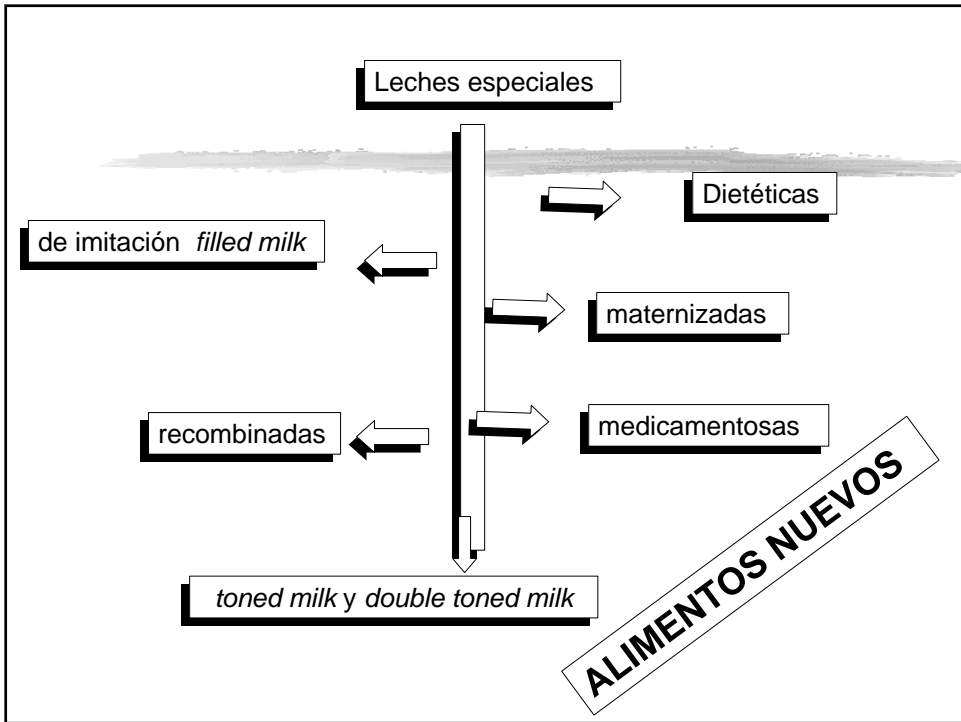 Leches especiales
Dietéticas
de imitación filled milk
maternizadas
recombinadas
medicamentosas
toned milk y double toned milk
ALIMENTOS NUEVOS